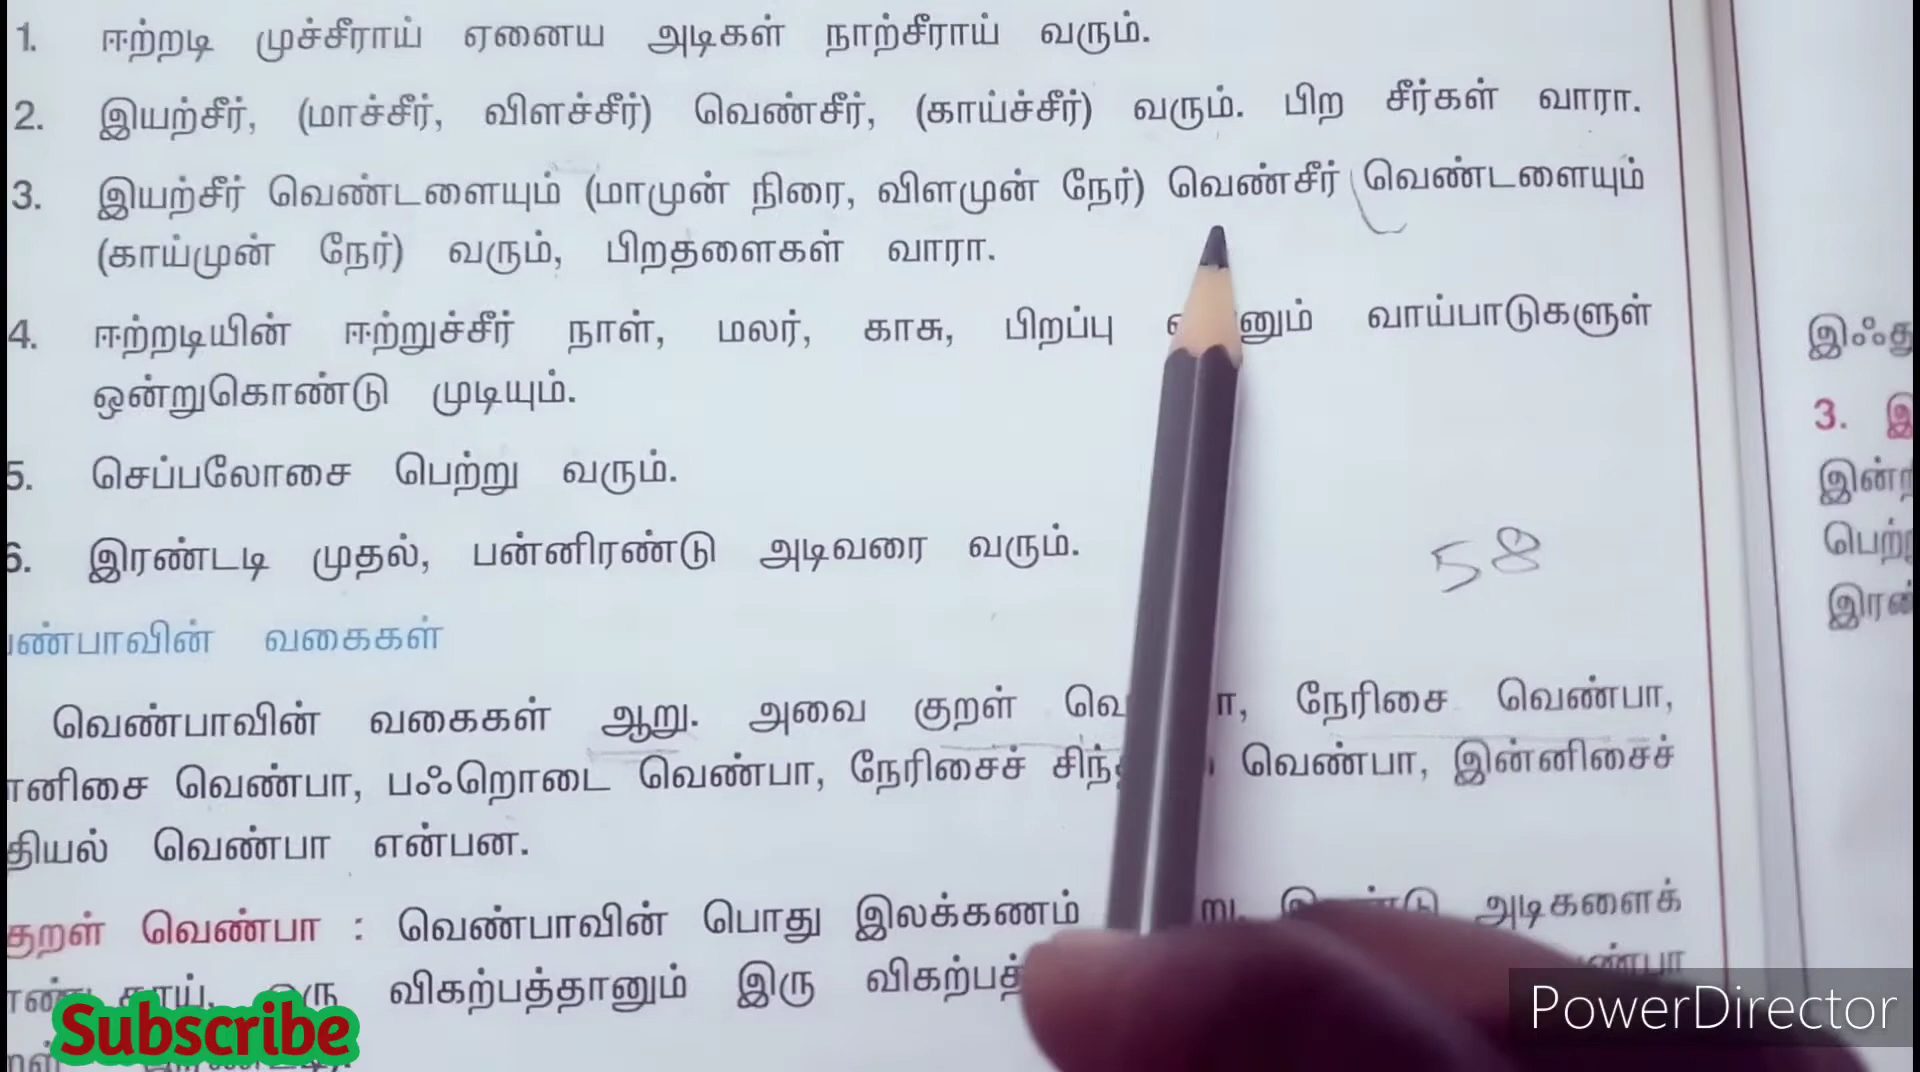 1. ஈற்றடி முச்சீராய் ஏனைய அடிகள் நாற்சீராய் வரும்.
2. இயற்சீர், (மாச்சீர், விளச்சீர்) வெண்சீர், (காய்ச்சீர்) வரும். பிற சீர்கள் வாரா.
3. இயற்சீர் வெண்டளையும் (மாமுன் நிரை, விளமுன் நேர்) வெண்சீர் வெண்டளையும்
(காய்முன் நேர்) வரும், பிறதளைகள் வாரா.
4. ஈற்றடியின் ஈற்றுச்சீர் நாள், மலர், காசு, பிறப்பு வாய்பாடுகளுள்
ஒன்றுகொண்டு முடியும்.
5. செப்பலோசை பெற்று வரும்.
6. இரண்டடி முதல், பன்னிரண்டு அடிவரை வரும்.
58
வகைகள்
வெண்பாவின் வகைகள் ஆறு. அவை குறள் நேரிசை வெண்பா,
வெண்பா, பஃறொடை வெண்பா, நேரிசைச் வெண்பா, இன்னிசைச்
வெண்பா என்பன.
குறள் வெண்பா : வெண்பாவின் பொது இலக்கணம் அடிகளைக்
விகற்பத்தானும் இரு
இஃது
3.
Subscribe
PowerDirector